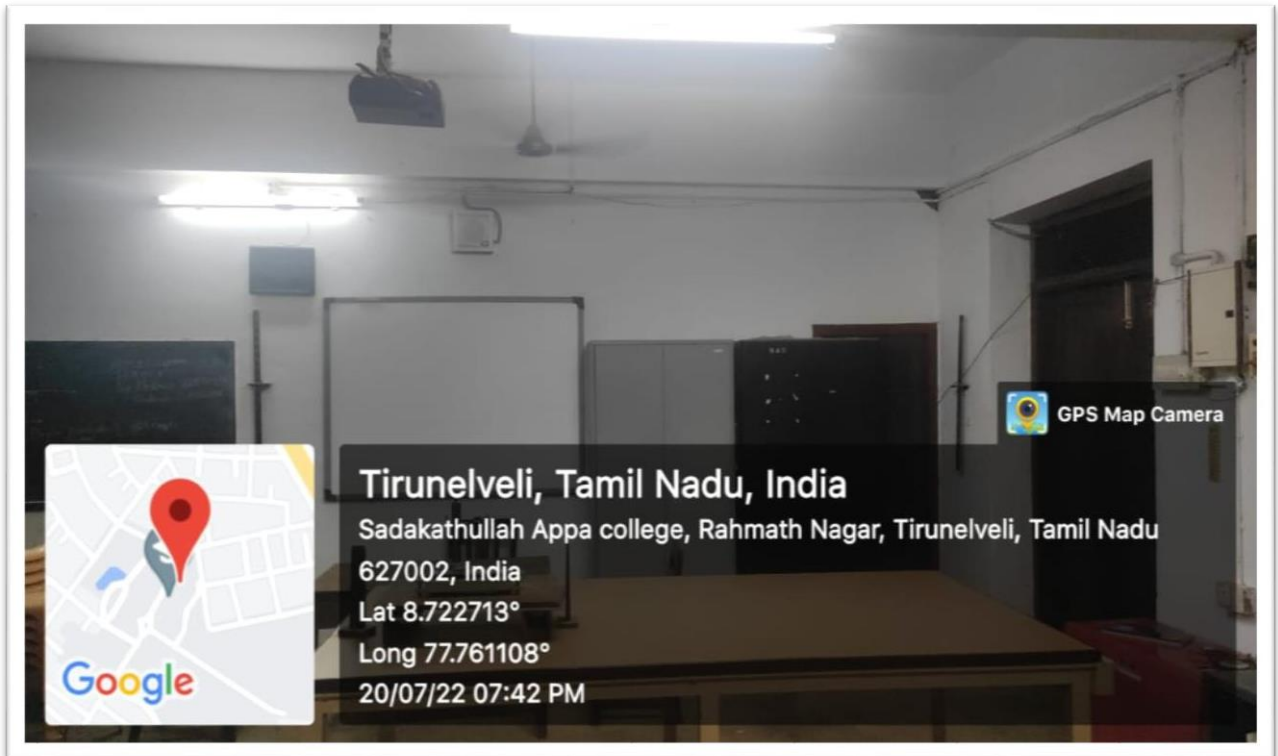 GPS Map Camera
Tirunelveli, Tamil Nadu, India
Sadakathullah Appa college, Rahmath Nagar, Tirunelveli, Tamil Nadu
627002, India
Lat 8.722713°
Long 77.761108°
20/07/22 07:42 PM
Google